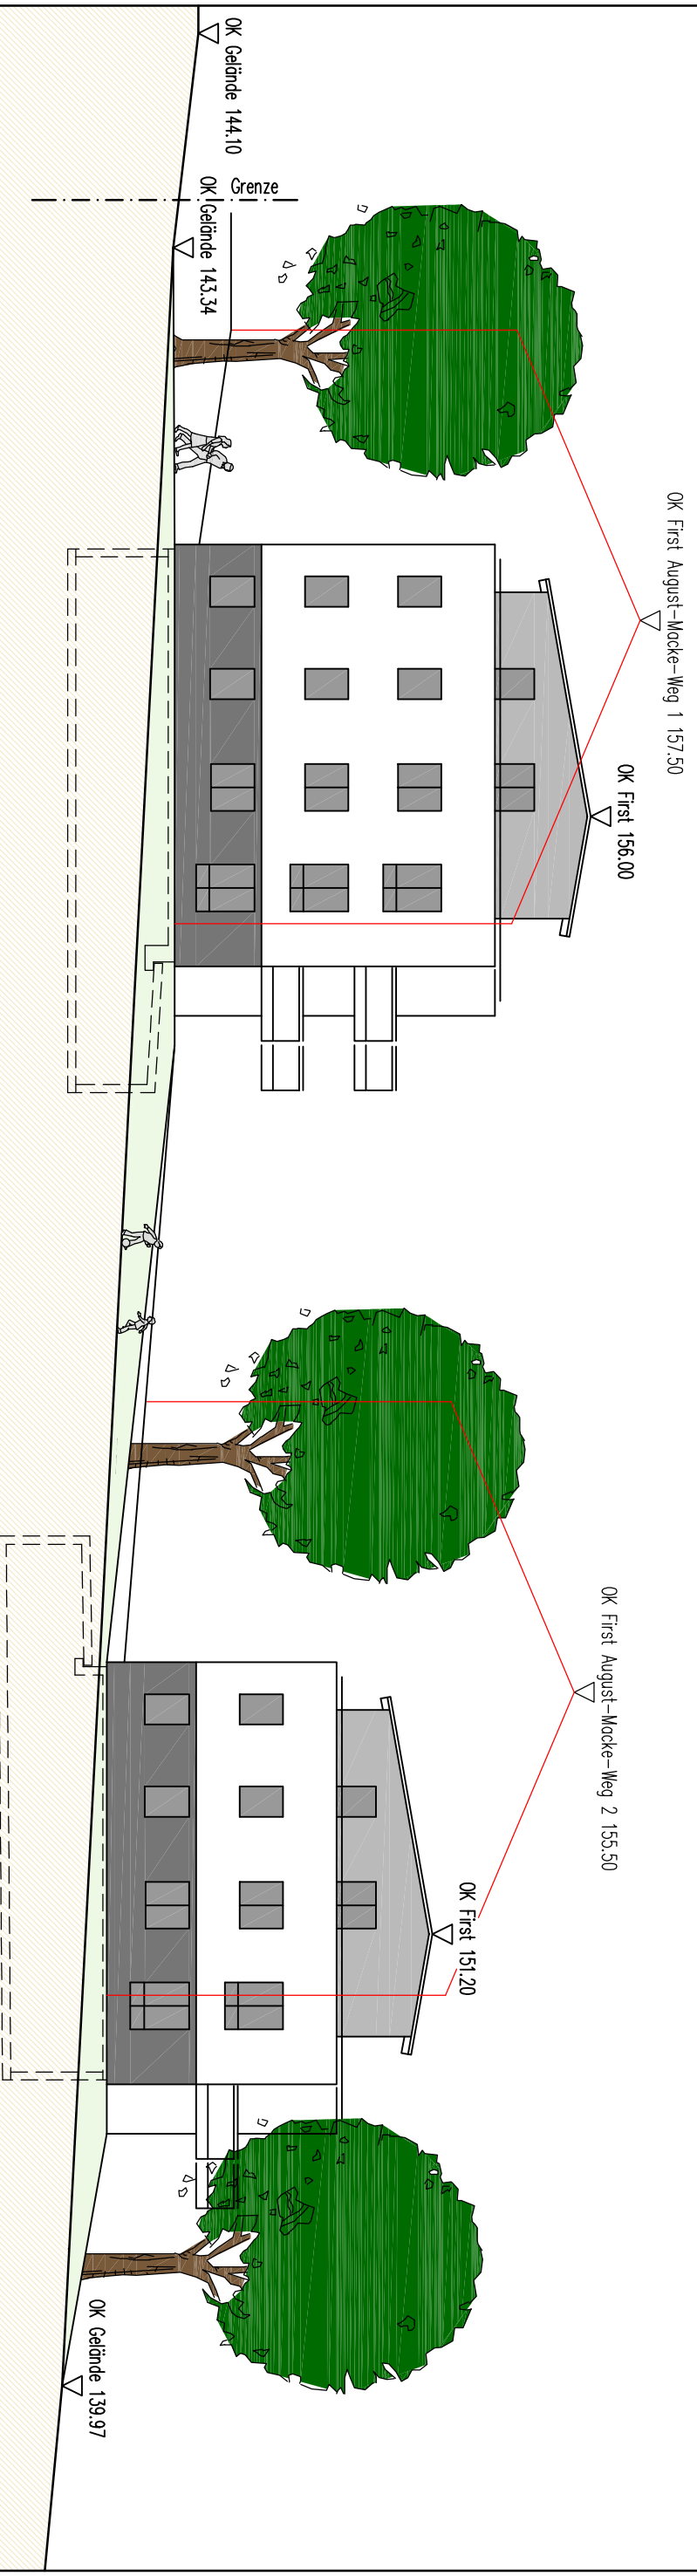 OK Gelände 144.10
Grenze
OK Gelände 143.34
OK First August-Macke-Weg 1 157.50
OK First 156.00
OK First August-Macke-Weg 2 155.50
OK First 151.20
OK Gelände 139.97